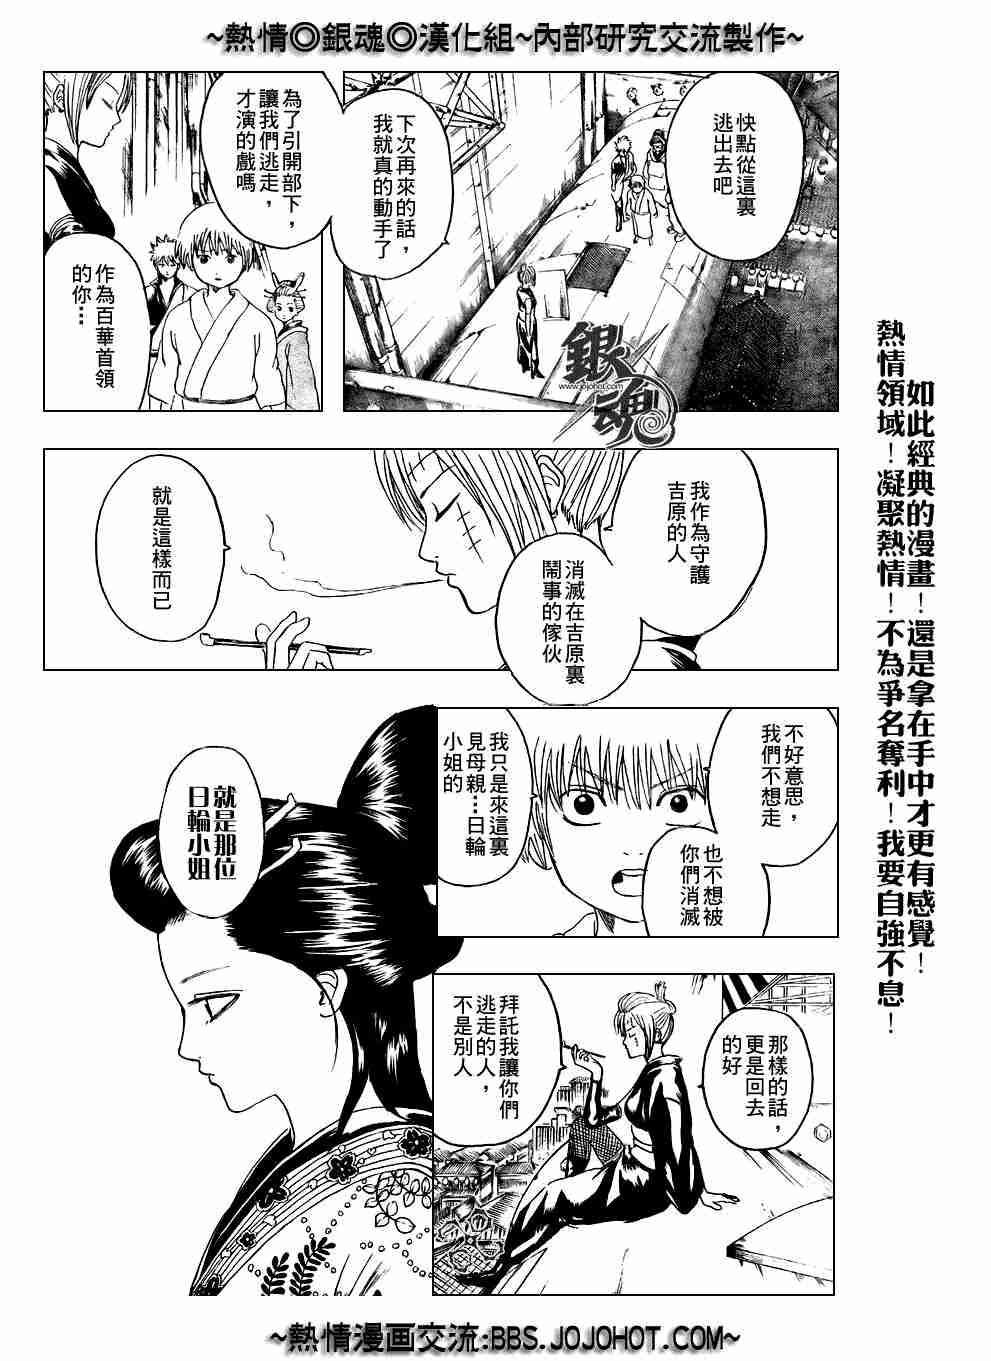 ~熱情◎銀魂◎漢化組~內部研究交流製作~
快點從這裏
逃出去吧
下次再來的話，
我就真的動手了
為了引開部下，
讓我們逃走，
才演的戲嗎
作為百華首領
的你…
銀魂
www.jojohot.com
我作為守護
吉原的人
消滅在吉原裏
鬧事的傢伙
就是這樣而已
不好意思，
我們不想走
也不想被
你們消滅
我只是來這裏
見母親…日輪
小姐的
那樣的話，
更是回去
的好
拜託我讓你們
逃走的人，
不是別人
就是那位
日輪小姐
如此經典的漫畫！還是拿在手中才更有感覺！
熱情領域！凝聚熱情！不為爭名奪利！我要自強不息！
~熱情漫画交流:BBS.JOJOHOT.COM~